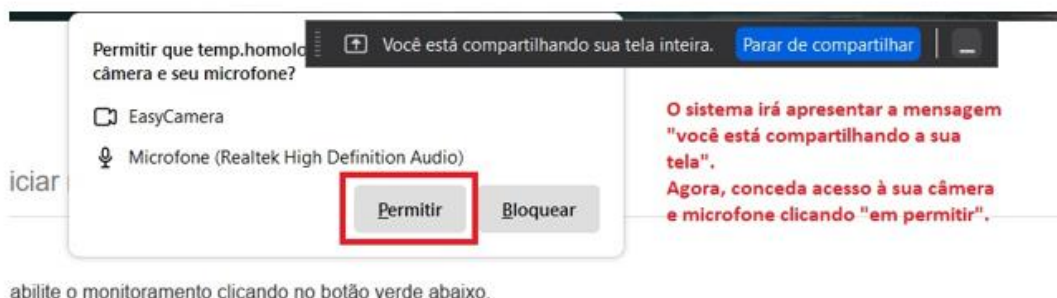 Permitir que temp.homolo
câmera e seu microfone?
Você está compartilhando sua tela inteira. Parar de compartilhar
EasyCamera
Microfone (Realtek High Definition Audio)
Permitir Bloquear
O sistema irá apresentar a mensagem
"você está compartilhando a sua
tela".
Agora, conceda acesso à sua câmera
e microfone clicando "em permitir".
iciar
abilite o monitoramento clicando no botão verde abaixo.